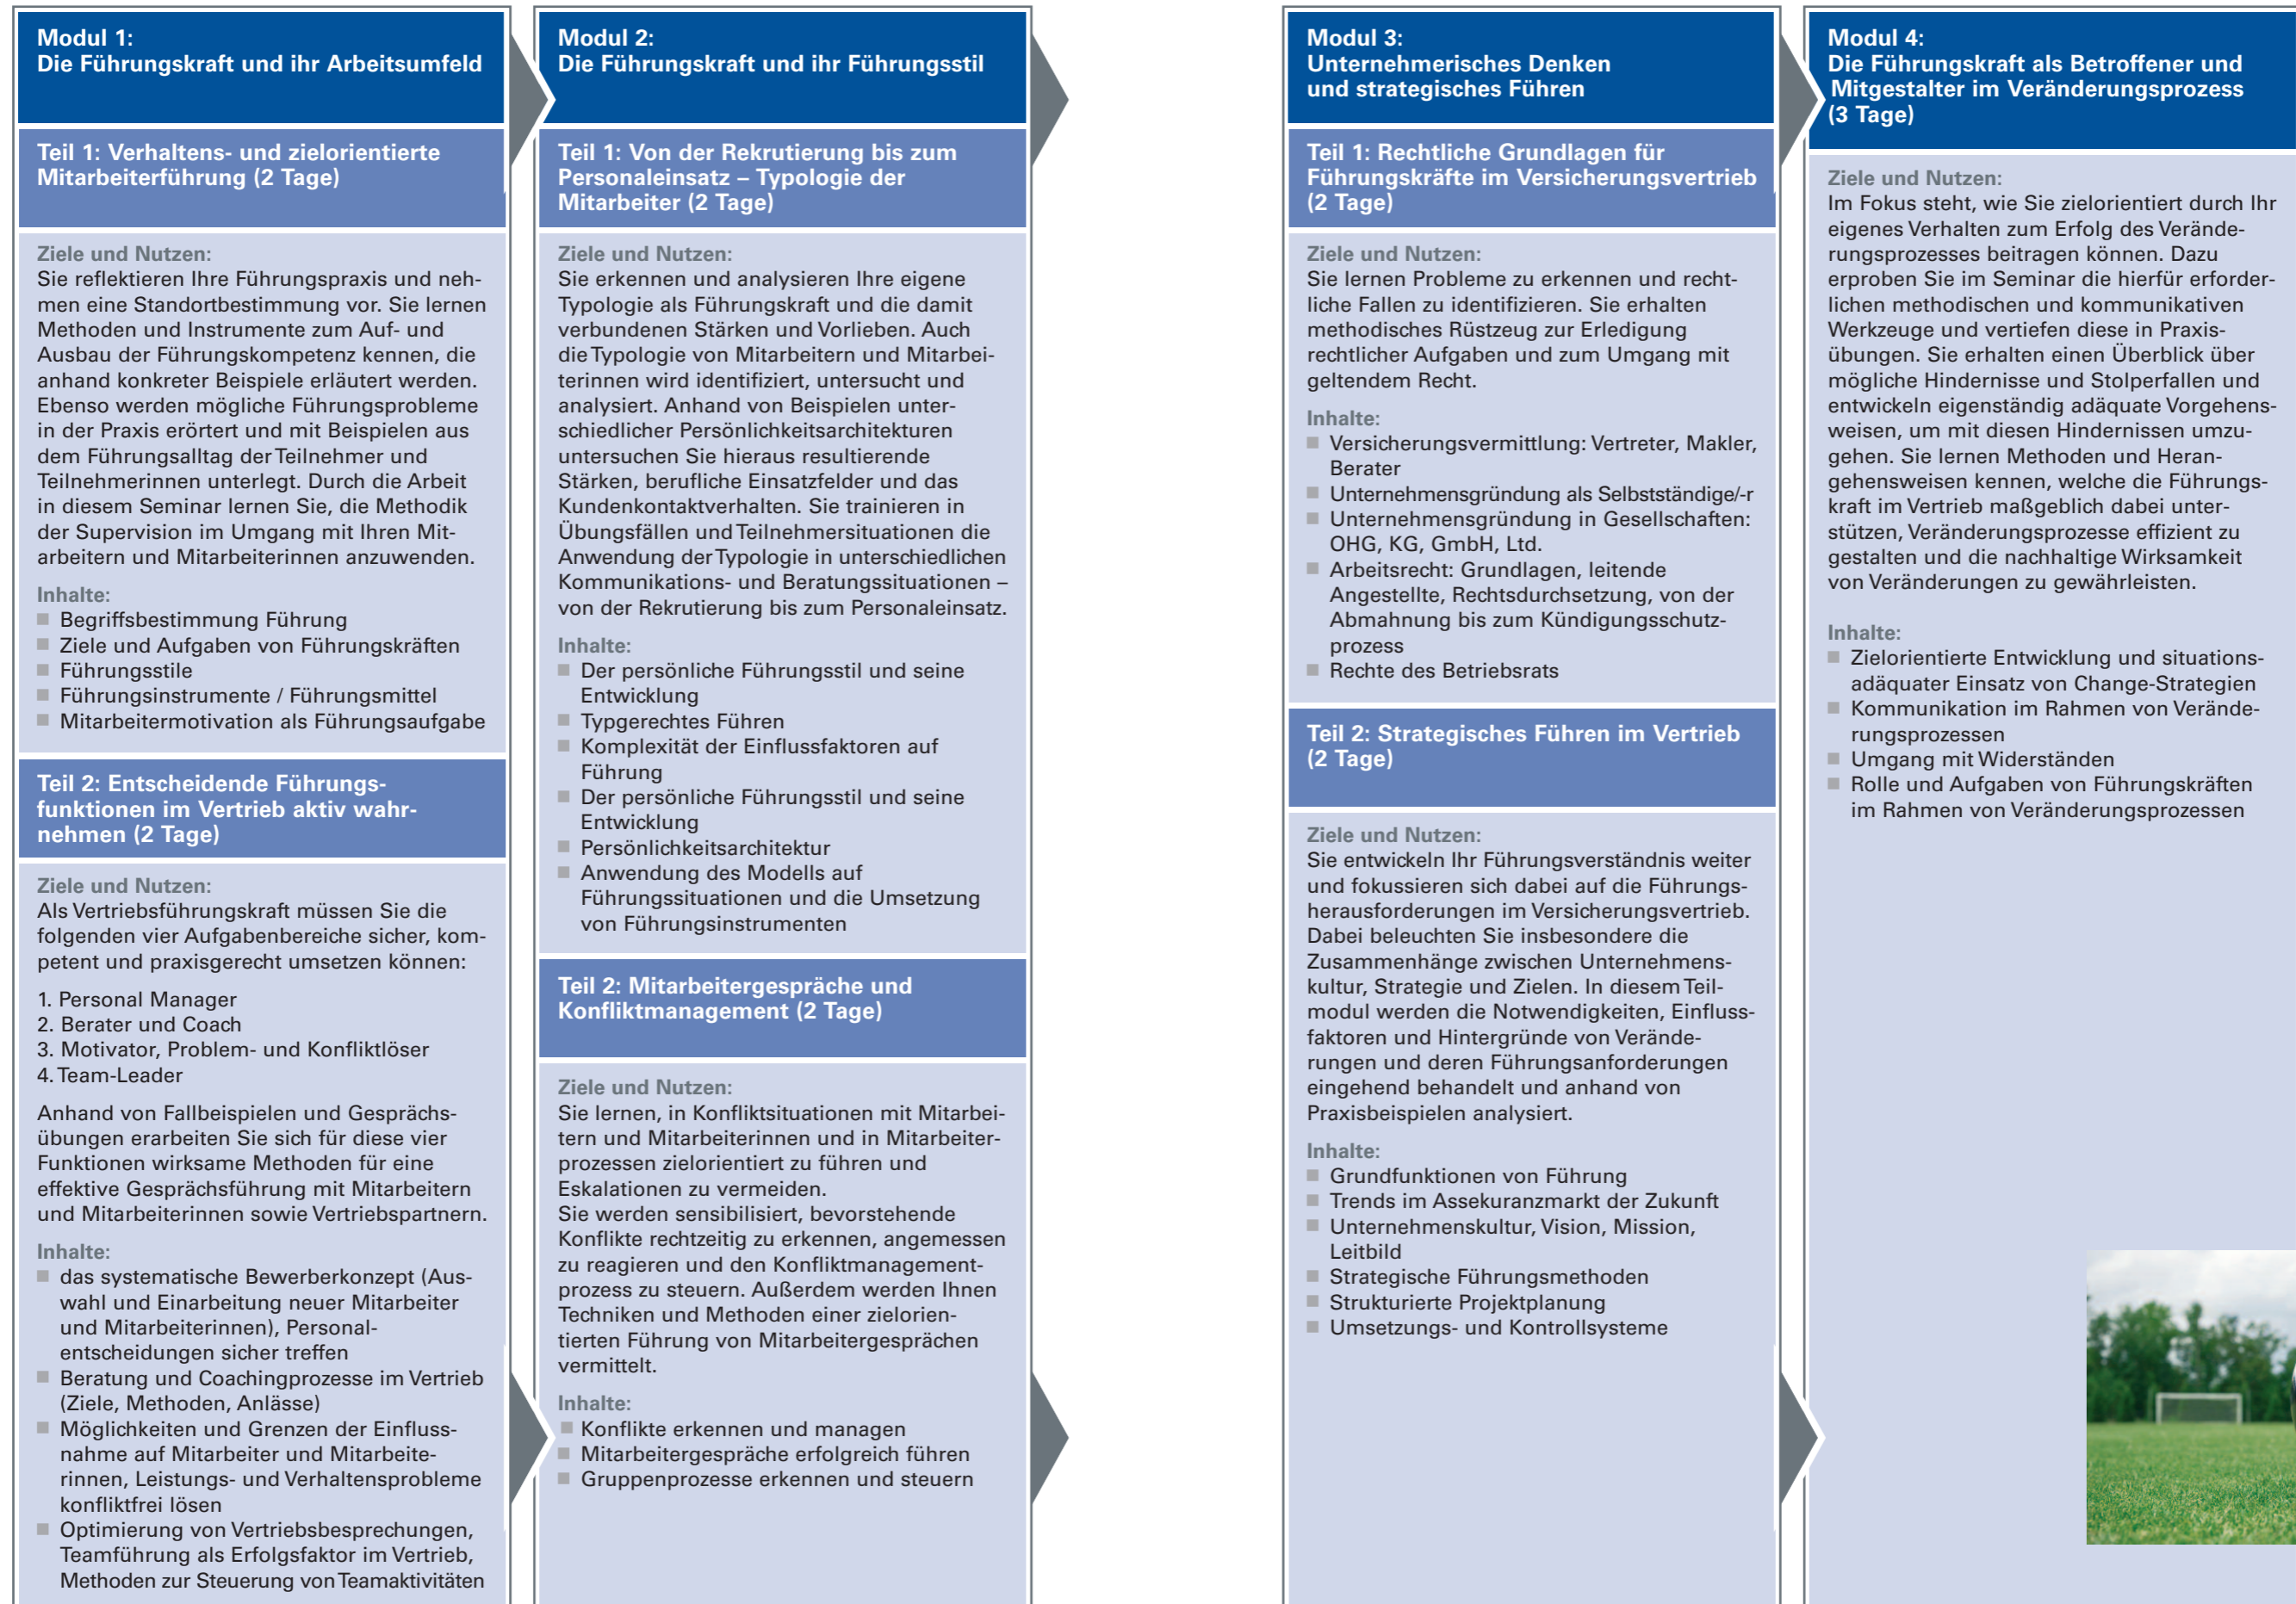 Modul 1:
Die Führungskraft und ihr Arbeitsumfeld
Teil 1: Verhaltens- und zielorientierte
Mitarbeiterführung (2 Tage)
Ziele und Nutzen:
Sie reflektieren Ihre Führungspraxis und neh-
men eine Standortbestimmung vor. Sie lernen
Methoden und Instrumente zum Auf- und
Ausbau der Führungskompetenz kennen, die
anhand konkreter Beispiele erläutert werden.
Ebenso werden mögliche Führungsprobleme
in der Praxis erörtert und mit Beispielen aus
dem Führungsalltag der Teilnehmer und
Teilnehmerinnen unterlegt. Durch die Arbeit
in diesem Seminar lernen Sie, die Methodik
der Supervision im Umgang mit Ihren Mit-
arbeitern und Mitarbeiterinnen anzuwenden.
Inhalte:
■ Begriffsbestimmung Führung
■ Ziele und Aufgaben von Führungskräften
■ Führungsstile
■ Führungsinstrumente / Führungsmittel
■ Mitarbeitermotivation als Führungsaufgabe
Teil 2: Entscheidende Führungs-
funktionen im Vertrieb aktiv wahr-
nehmen (2 Tage)
Ziele und Nutzen:
Als Vertriebsführungskraft müssen Sie die
folgenden vier Aufgabenbereiche sicher, kom-
petent und praxisgerecht umsetzen können:
1. Personal Manager
2. Berater und Coach
3. Motivator, Problem- und Konfliktlöser
4. Team-Leader
Anhand von Fallbeispielen und Gesprächs-
übungen erarbeiten Sie sich für diese vier
Funktionen wirksame Methoden für eine
effektive Gesprächsführung mit Mitarbeitern
und Mitarbeiterinnen sowie Vertriebspartnern.
Inhalte:
■ das systematische Bewerberkonzept (Aus-
wahl und Einarbeitung neuer Mitarbeiter
und Mitarbeiterinnen), Personal-
entscheidungen sicher treffen
■ Beratung und Coachingprozesse im Vertrieb
(Ziele, Methoden, Anlässe)
■ Möglichkeiten und Grenzen der Einfluss-
nahme auf Mitarbeiter und Mitarbeite-
rinnen, Leistungs- und Verhaltensprobleme
konfliktfrei lösen
■ Optimierung von Vertriebsbesprechungen,
Teamführung als Erfolgsfaktor im Vertrieb,
Methoden zur Steuerung von Teamaktivitäten
Modul 2:
Die Führungskraft und ihr Führungsstil
Teil 1: Von der Rekrutierung bis zum
Personaleinsatz – Typologie der
Mitarbeiter (2 Tage)
Ziele und Nutzen:
Sie erkennen und analysieren Ihre eigene
Typologie als Führungskraft und die damit
verbundenen Stärken und Vorlieben. Auch
die Typologie von Mitarbeitern und Mitarbei-
terinnen wird identifiziert, untersucht und
analysiert. Anhand von Beispielen unter-
schiedlicher Persönlichkeitsarchitekturen
untersuchen Sie hieraus resultierende
Stärken, berufliche Einsatzfelder und das
Kundenkontaktverhalten. Sie trainieren in
Übungsfällen und Teilnehmersituationen die
Anwendung der Typologie in unterschiedlichen
Kommunikations- und Beratungssituationen –
von der Rekrutierung bis zum Personaleinsatz.
Inhalte:
■ Der persönliche Führungsstil und seine
Entwicklung
■ Typgerechtes Führen
■ Komplexität der Einflussfaktoren auf
Führung
■ Der persönliche Führungsstil und seine
Entwicklung
■ Persönlichkeitsarchitektur
■ Anwendung des Modells auf
Führungssituationen und die Umsetzung
von Führungsinstrumenten
Teil 2: Mitarbeitergespräche und
Konfliktmanagement (2 Tage)
Ziele und Nutzen:
Sie lernen, in Konfliktsituationen mit Mitarbei-
tern und Mitarbeiterinnen und in Mitarbeiter-
prozessen zielorientiert zu führen und
Eskalationen zu vermeiden.
Sie werden sensibilisiert, bevorstehende
Konflikte rechtzeitig zu erkennen, angemessen
zu reagieren und den Konfliktmanagement-
prozess zu steuern. Außerdem werden Ihnen
Techniken und Methoden einer zielorien-
tierten Führung von Mitarbeitergesprächen
vermittelt.
Inhalte:
■ Konflikte erkennen und managen
■ Mitarbeitergespräche erfolgreich führen
■ Gruppenprozesse erkennen und steuern
Modul 3:
Unternehmerisches Denken
und strategisches Führen
Teil 1: Rechtliche Grundlagen für
Führungskräfte im Versicherungsvertrieb
(2 Tage)
Ziele und Nutzen:
Sie lernen Probleme zu erkennen und recht-
liche Fallen zu identifizieren. Sie erhalten
methodisches Rüstzeug zur Erledigung
rechtlicher Aufgaben und zum Umgang mit
geltendem Recht.
Inhalte:
■ Versicherungsvermittlung: Vertreter, Makler,
Berater
■ Unternehmensgründung als Selbstständige/-r
■ Unternehmensgründung in Gesellschaften:
OHG, KG, GmbH, Ltd.
■ Arbeitsrecht: Grundlagen, leitende
Angestellte, Rechtsdurchsetzung, von der
Abmahnung bis zum Kündigungsschutz-
prozess
■ Rechte des Betriebsrats
Teil 2: Strategisches Führen im Vertrieb
(2 Tage)
Ziele und Nutzen:
Sie entwickeln Ihr Führungsverständnis weiter
und fokussieren sich dabei auf die Führungs-
herausforderungen im Versicherungsvertrieb.
Dabei beleuchten Sie insbesondere die
Zusammenhänge zwischen Unternehmens-
kultur, Strategie und Zielen. In diesem Teil-
modul werden die Notwendigkeiten, Einfluss-
faktoren und Hintergründe von Verände-
rungen und deren Führungsanforderungen
eingehend behandelt und anhand von
Praxisbeispielen analysiert.
Inhalte:
■ Grundfunktionen von Führung
■ Trends im Assekuranzmarkt der Zukunft
■ Unternehmenskultur, Vision, Mission,
Leitbild
■ Strategische Führungsmethoden
■ Strukturierte Projektplanung
■ Umsetzungs- und Kontrollsysteme
Modul 4:
Die Führungskraft als Betroffener und
Mitgestalter im Veränderungsprozess
(3 Tage)
Ziele und Nutzen:
Im Fokus steht, wie Sie zielorientiert durch Ihr
eigenes Verhalten zum Erfolg des Verände-
rungsprozesses beitragen können. Dazu
erproben Sie im Seminar die hierfür erforder-
lichen methodischen und kommunikativen
Werkzeuge und vertiefen diese in Praxis-
übungen. Sie erhalten einen Überblick über
mögliche Hindernisse und Stolperfallen und
entwickeln eigenständig adäquate Vorgehens-
weisen, um mit diesen Hindernissen umzu-
gehen. Sie lernen Methoden und Heran-
gehensweisen kennen, welche die Führungs-
kraft im Vertrieb maßgeblich dabei unter-
stützen, Veränderungsprozesse effizient zu
gestalten und die nachhaltige Wirksamkeit
von Veränderungen zu gewährleisten.
Inhalte:
■ Zielorientierte Entwicklung und situations-
adäquater Einsatz von Change-Strategien
■ Kommunikation im Rahmen von Verände-
rungsprozessen
■ Umgang mit Widerständen
■ Rolle und Aufgaben von Führungskräften
im Rahmen von Veränderungsprozessen